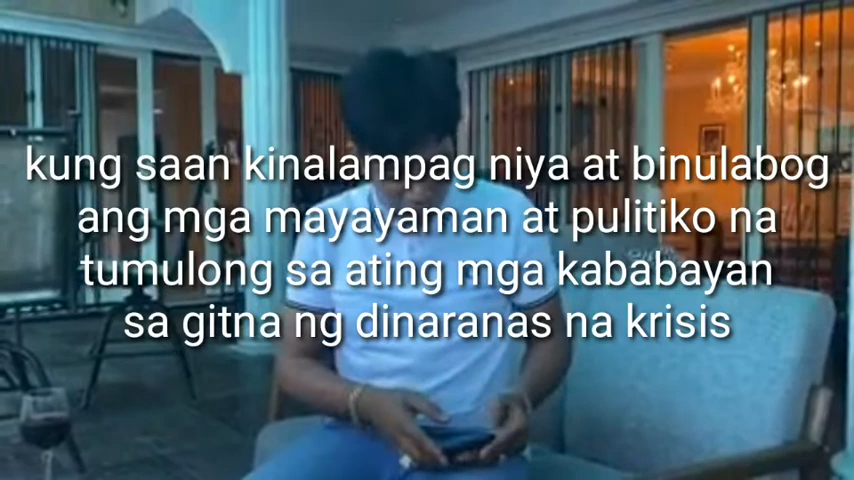 kung saan kinalampag niya at binulabog
ang mga mayayaman at pulitiko na
tumulong sa ating mga kababayan
sa gitna ng dinaranas na krisis